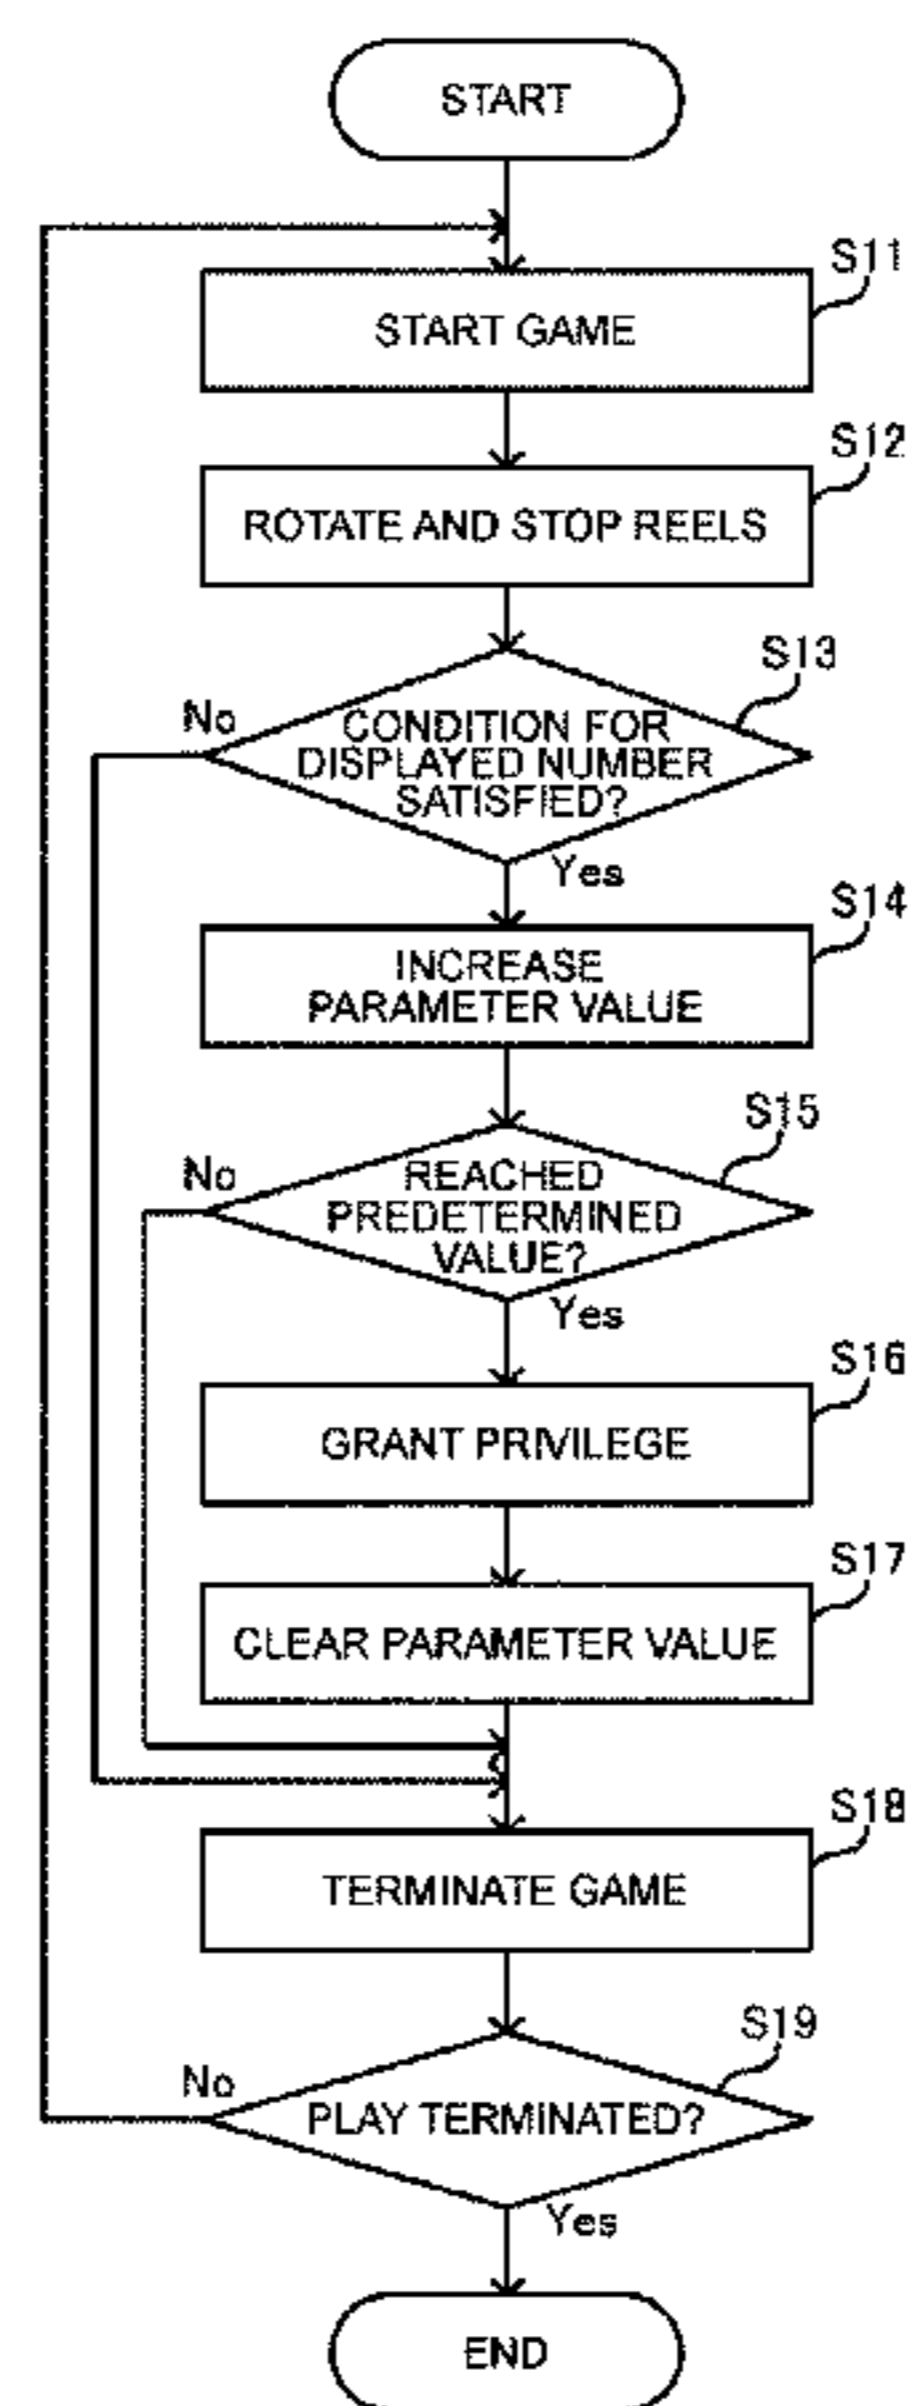 START
S11
START GAME
S12
ROTATE AND STOP REELS
S13
No
CONDITION FOR
DISPLAYED NUMBER
SATISFIED?
Yes
S14
INCREASE
PARAMETER VALUE
S15
No
REACHED
PREDETERMINED
VALUE?
Yes
S16
GRANT PRIVILEGE
S17
CLEAR PARAMETER VALUE
S18
TERMINATE GAME
S19
No
PLAY TERMINATED?
Yes
END